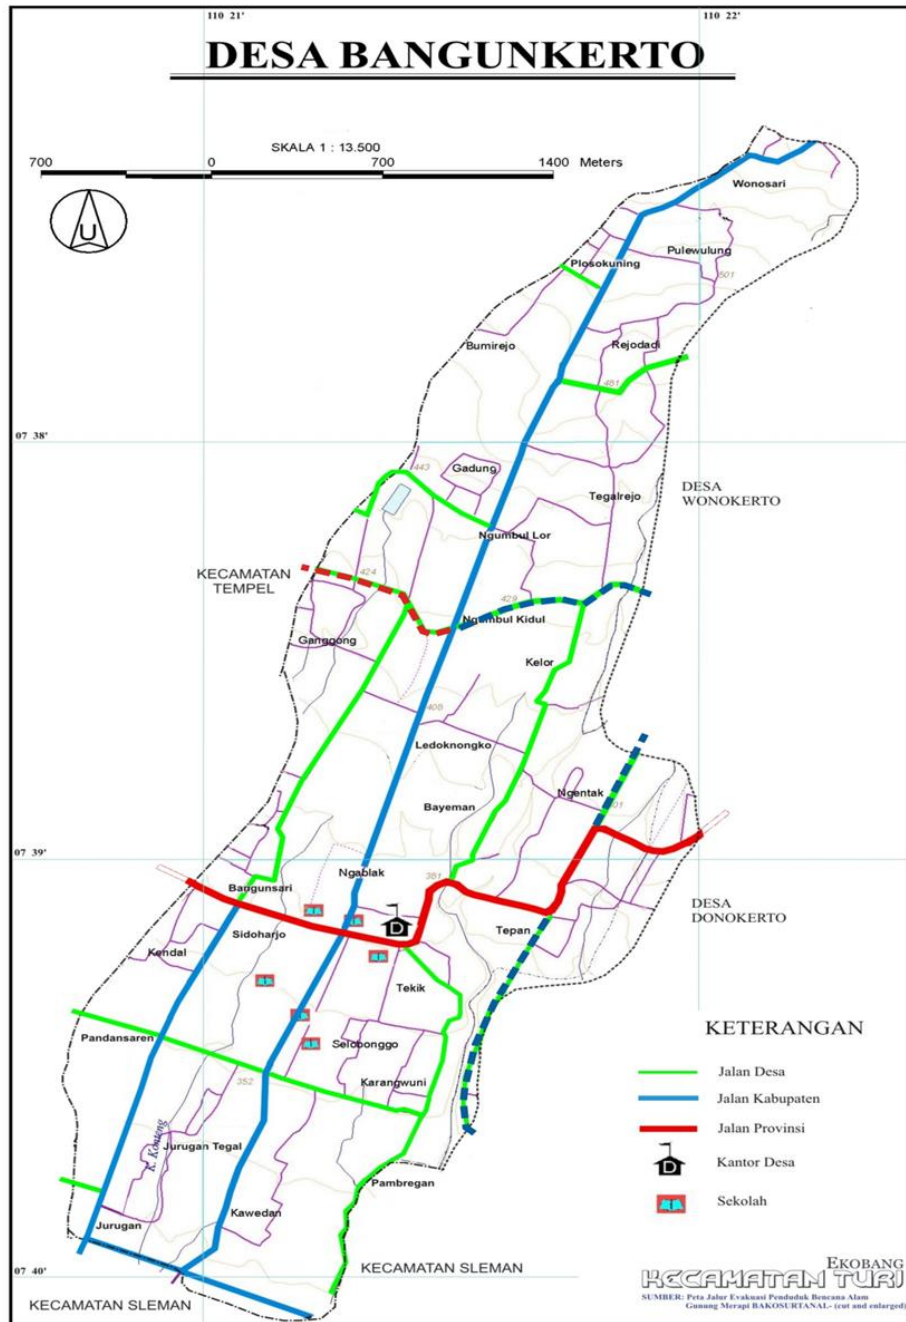 110 21'
110 22'
DESA BANGUNKERTO
SKALA 1 : 13.500
700 0 700 1400 Meters
U
Wonosari
Pulewulung
Plosokuning
501
Bumirejo
Rejodadi
481
07 38'
443
Gadung
Tegalrejo
DESA
WONOKERTO
Ngumbul Lor
KECAMATAN
TEMPEL
424
429
Ngumbul Kidul
Ganggong
Kelor
408
Ledoknongko
Ngentak
Bayeman
07 39'
Ngablak
381
Bangunsari
DESA
DONOKERTO
Sidoharjo
D
Tepan
Kendal
Tekik
Pandansaren
Selobonggo
352
Karangwuni
K. Konteng
Jurugan Tegal
Pambregan
Jurugan
Kawedan
07 40'
KECAMATAN SLEMAN
KECAMATAN SLEMAN
KETERANGAN
Jalan Desa
Jalan Kabupaten
Jalan Provinsi
D Kantor Desa
Sekolah
EKOBANG
KECAMATAN TURI
SUMBER: Peta Jalur Evakuasi Penduduk Bencana Alam
Gunung Merapi BAKOSURTANAL- (cut and enlarged)